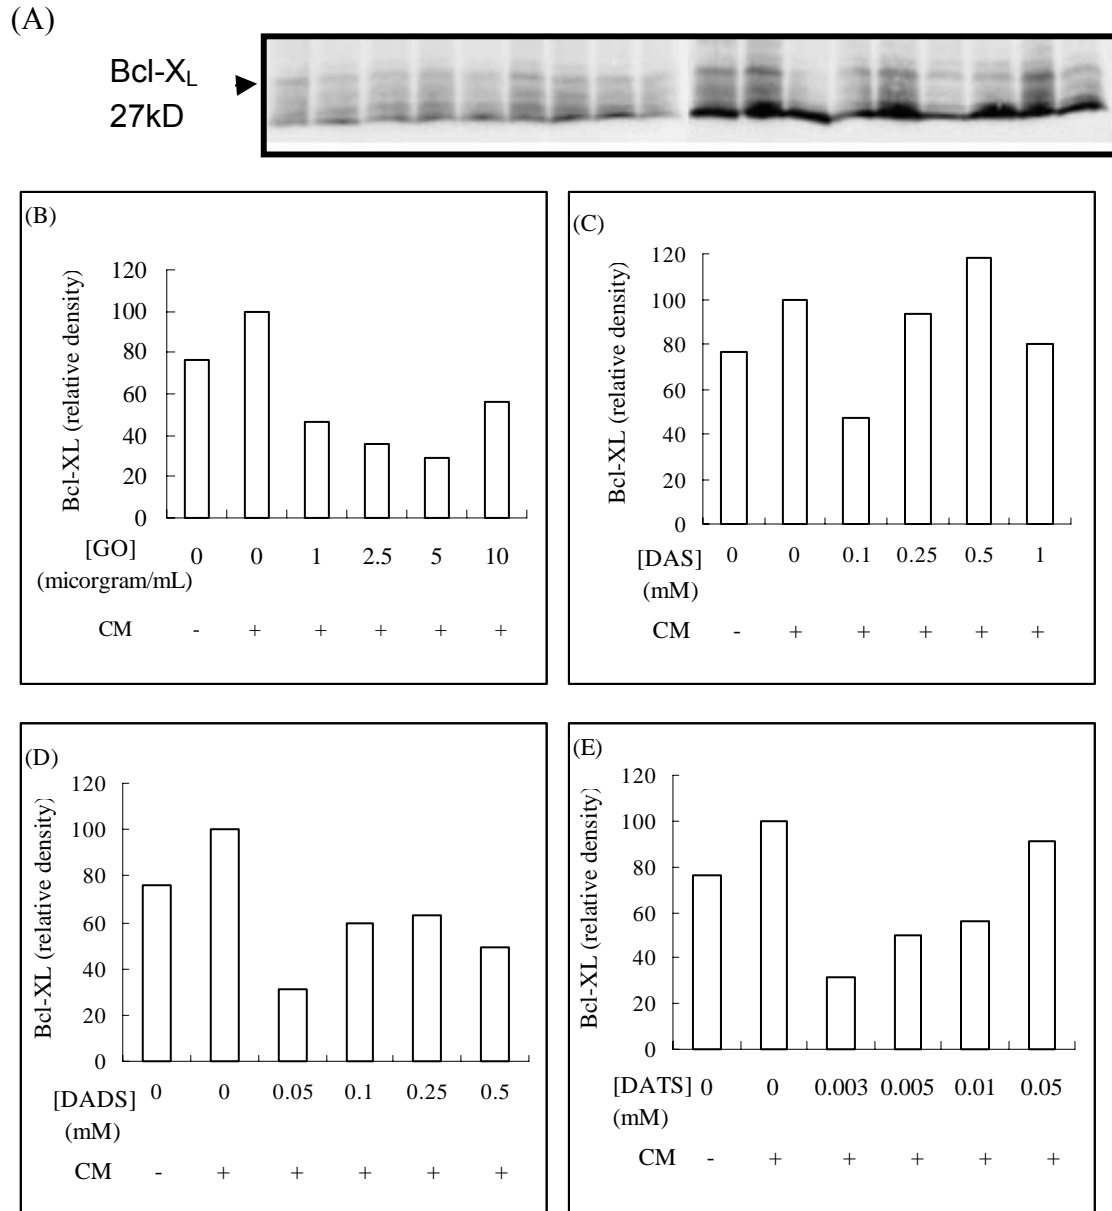 (A)
Bcl-XL
27kD
(B)
Bcl-XL (relative density)
120
100
80
60
40
20
0
[GO]
0 0 1 2.5 5 10
(micorgram/mL)
CM - + + + + +
(C)
Bcl-XL (relative density)
120
100
80
60
40
20
0
[DAS] 0 0 0.1 0.25 0.5 1
(mM)
CM - + + + + +
(D)
Bcl-XL (relative density)
120
100
80
60
40
20
0
[DADS] 0 0 0.05 0.1 0.25 0.5
(mM)
CM - + + + + +
(E)
Bcl-XL (relative density)
120
100
80
60
40
20
0
[DATS] 0 0 0.003 0.005 0.01 0.05
(mM)
CM - + + + + +